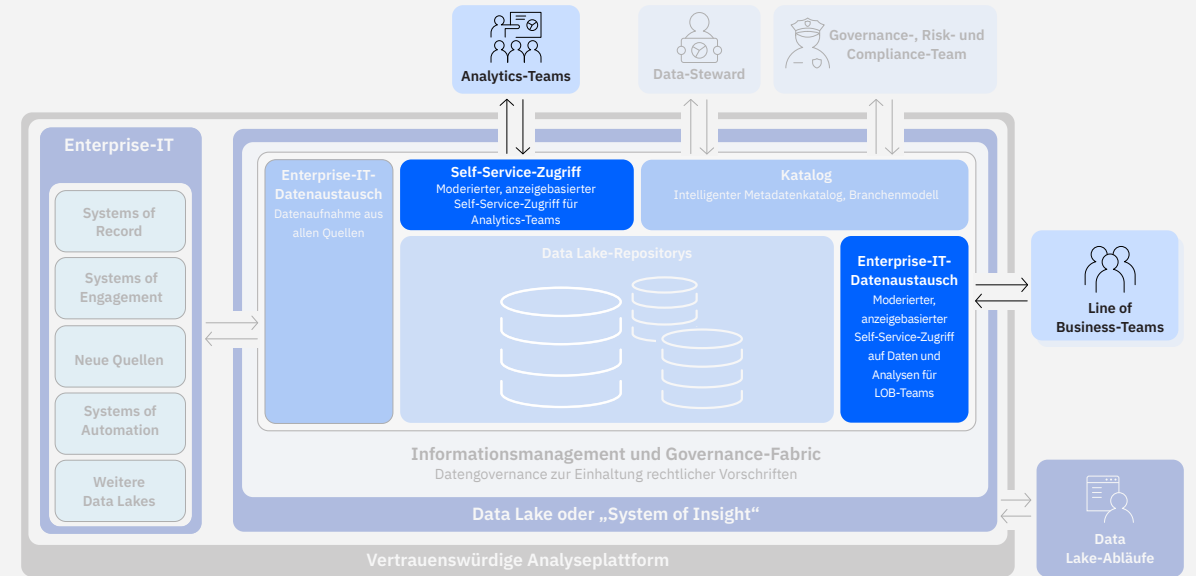 Analytics-Teams
Data-Steward
Governance-, Risk- und
Compliance-Team
Enterprise-IT
Systems of
Record
Systems of
Engagement
Neue Quellen
Systems of
Automation
Weitere
Data Lakes
Enterprise-IT-
Datenaustausch
Datenaufnahme aus
allen Quellen
Self-Service-Zugriff
Moderierter, anzeigebasierter
Self-Service-Zugriff für
Analytics-Teams
Katalog
Intelligenter Metadatenkatalog, Branchenmodell
Data Lake-Repositorys
Enterprise-IT-
Datenaustausch
Moderierter,
anzeigebasierter
Self-Service-Zugriff
auf Daten und
Analysen für
LOB-Teams
Line of
Business-Teams
Informationsmanagement und Governance-Fabric
Datengovernance zur Einhaltung rechtlicher Vorschriften
Data Lake oder „System of Insight“
Data
Lake-Abläufe
Vertrauenswürdige Analyseplattform